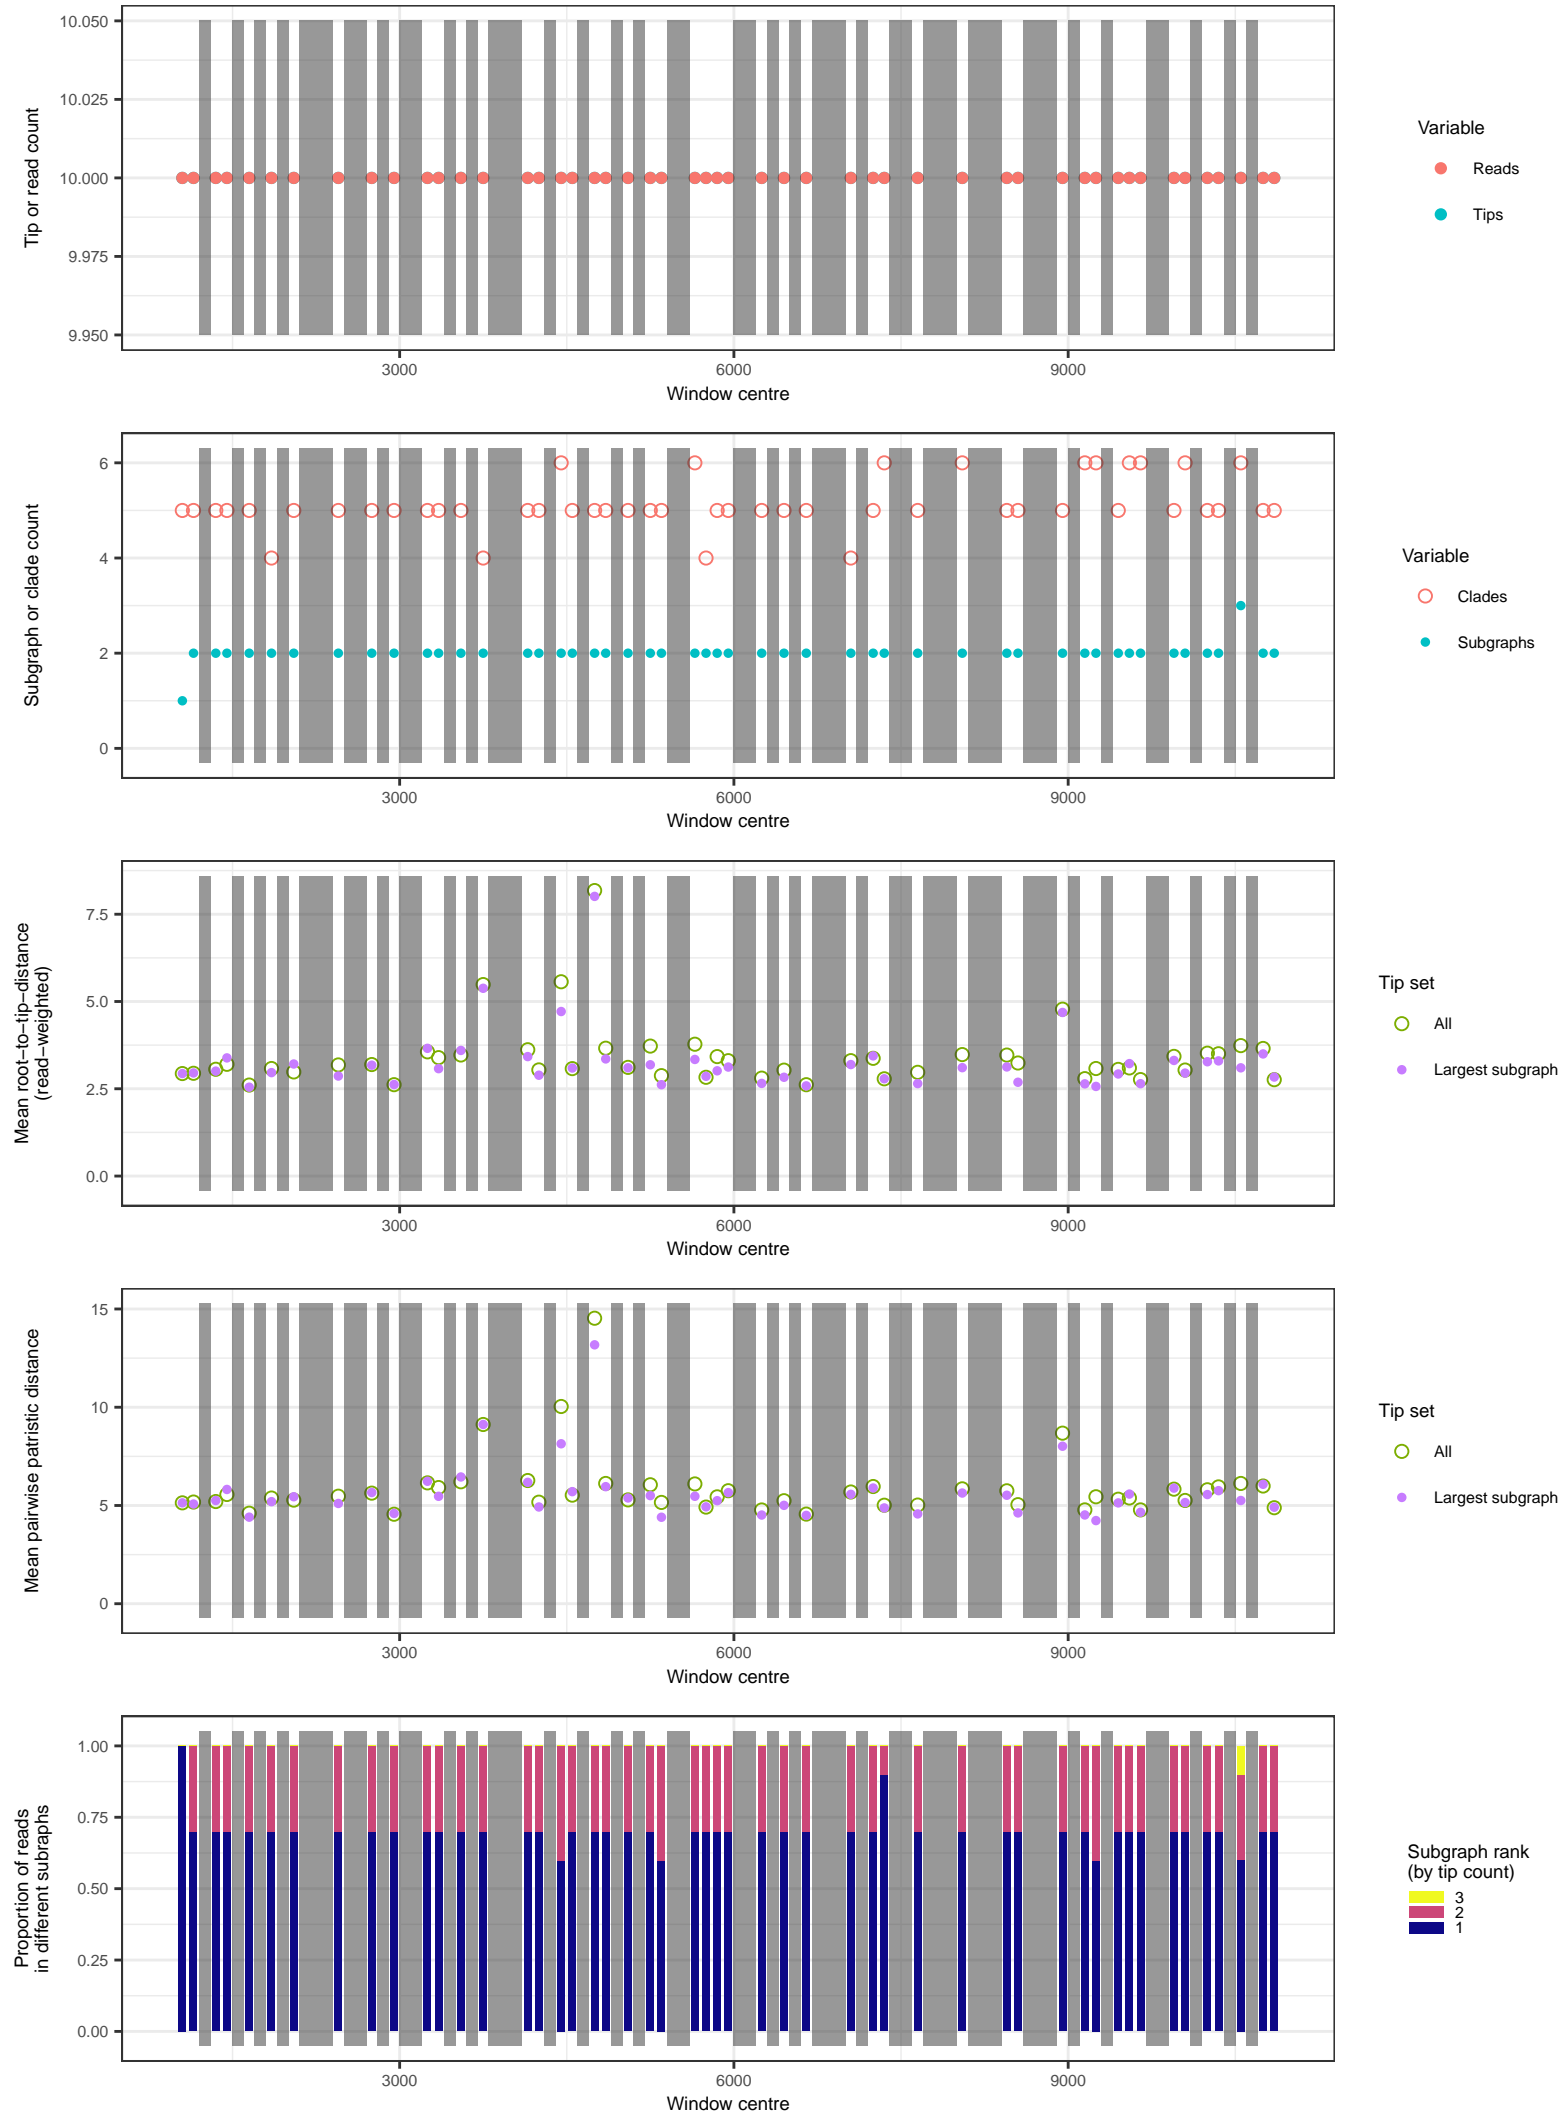 10.050
10.025
10.000
9.975
9.950
Tip or read count
3000
6000
9000
Window centre
Variable
Reads
Tips
6
4
2
0
Subgraph or clade count
3000
6000
9000
Window centre
Variable
Clades
Subgraphs
7.5
5.0
2.5
0.0
Mean root−to−tip−distance
(read−weighted)
3000
6000
9000
Window centre
Tip set
All
Largest subgraph
15
10
5
0
Mean pairwise patristic distance
3000
6000
9000
Window centre
Tip set
All
Largest subgraph
1.00
0.75
0.50
0.25
0.00
Proportion of reads
in different subraphs
3000
6000
9000
Window centre
Subgraph rank
(by tip count)
3
2
1